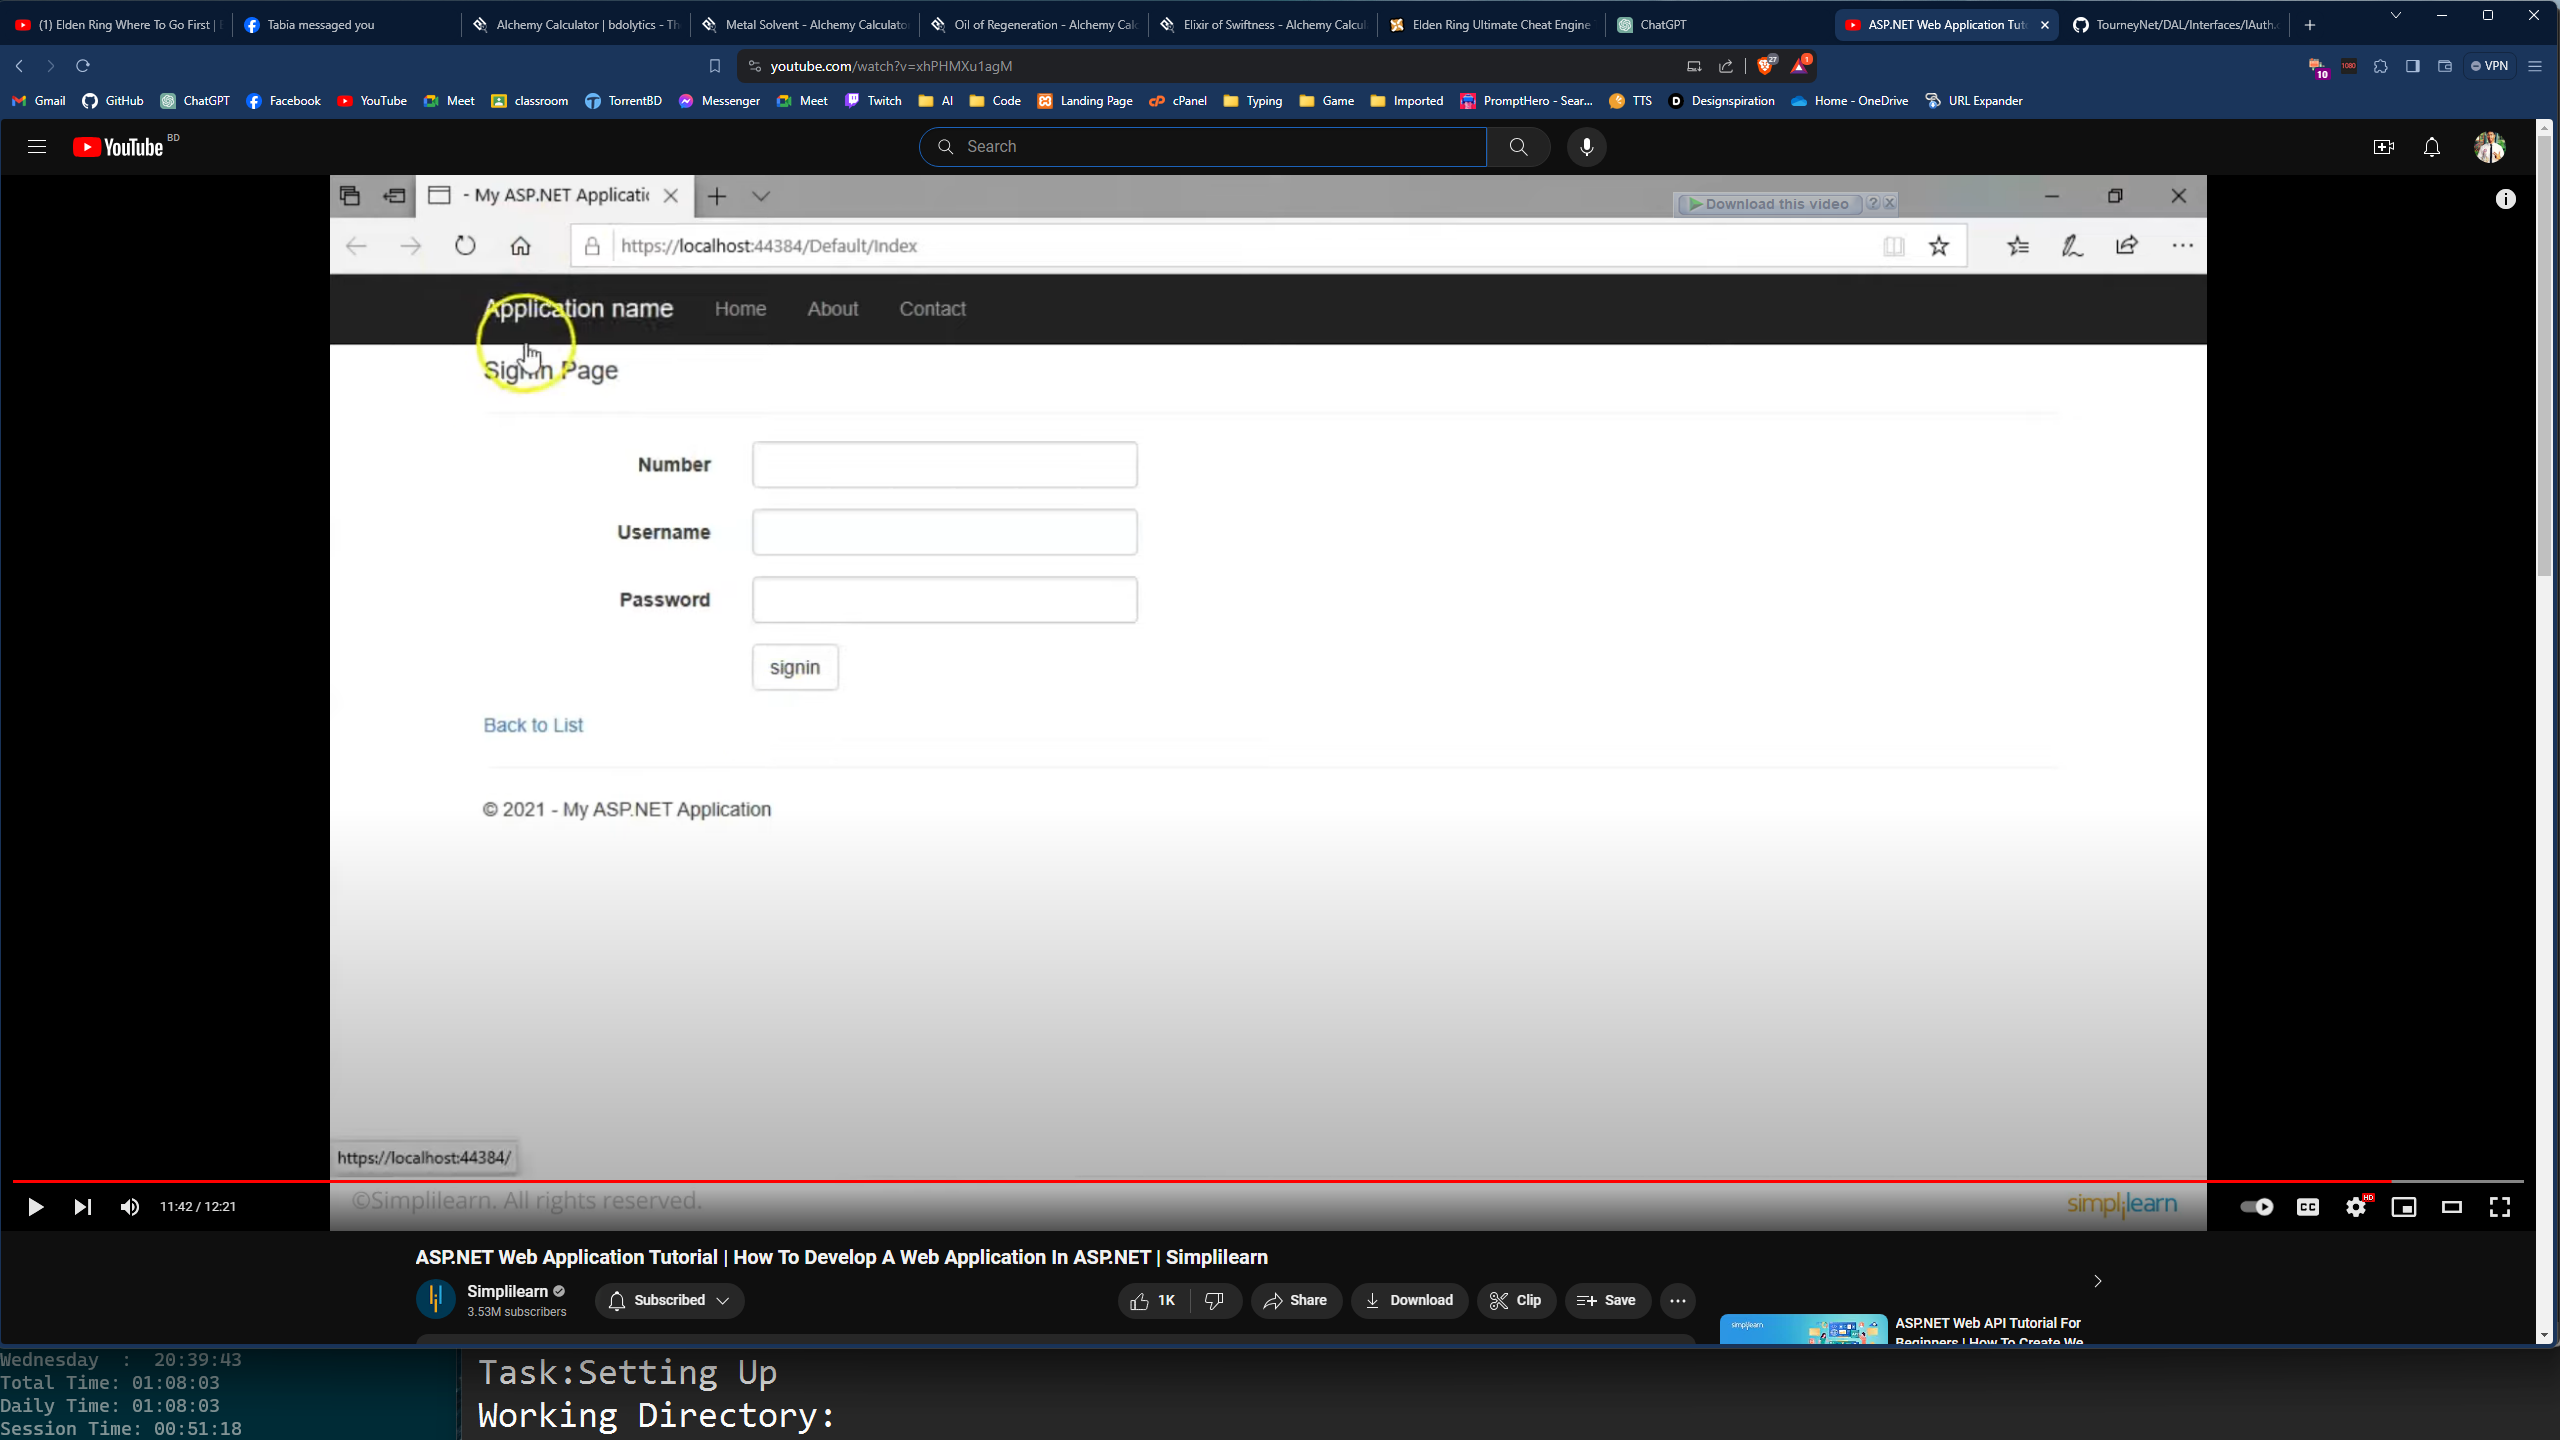 (1) Elden Ring Where To Go First |
Tabia messaged you
Alchemy Calculator | bdolytics - Th
Metal Solvent - Alchemy Calculator
Oil of Regeneration - Alchemy Calc
Elixir of Swiftness - Alchemy Calcul
Elden Ring Ultimate Cheat Engine
ChatGPT
ASP.NET Web Application Tut
TourneyNet/DAL/Interfaces/IAuth.c
youtube.com/watch?v=xhPHMXu1agM
27
1
10
1080
VPN
Gmail
GitHub
ChatGPT
Facebook
YouTube
Meet
classroom
TorrentBD
Messenger
Meet
Twitch
AI
Code
Landing Page
cPanel
Typing
Game
Imported
PromptHero - Sear...
TTS
Designspiration
Home - OneDrive
URL Expander
YouTube BD
Search
- My ASP.NET Applicatic
Download this video
https://localhost:44384/Default/Index
Application name
Home
About
Contact
Signin Page
Number
Username
Password
signin
Back to List
© 2021 - My ASP.NET Application
https://localhost:44384/
©Simplilearn. All rights reserved.
simplilearn
11:42 / 12:21
CC
HD
ASP.NET Web Application Tutorial | How To Develop A Web Application In ASP.NET | Simplilearn
Simplilearn
3.53M subscribers
Subscribed
1K
Share
Download
Clip
Save
simplilearn
ASP.NET Web API Tutorial For
Beginners | How To Create We
Wednesday : 20:39:43
Total Time: 01:08:03
Daily Time: 01:08:03
Session Time: 00:51:18
Task:Setting Up
Working Directory: